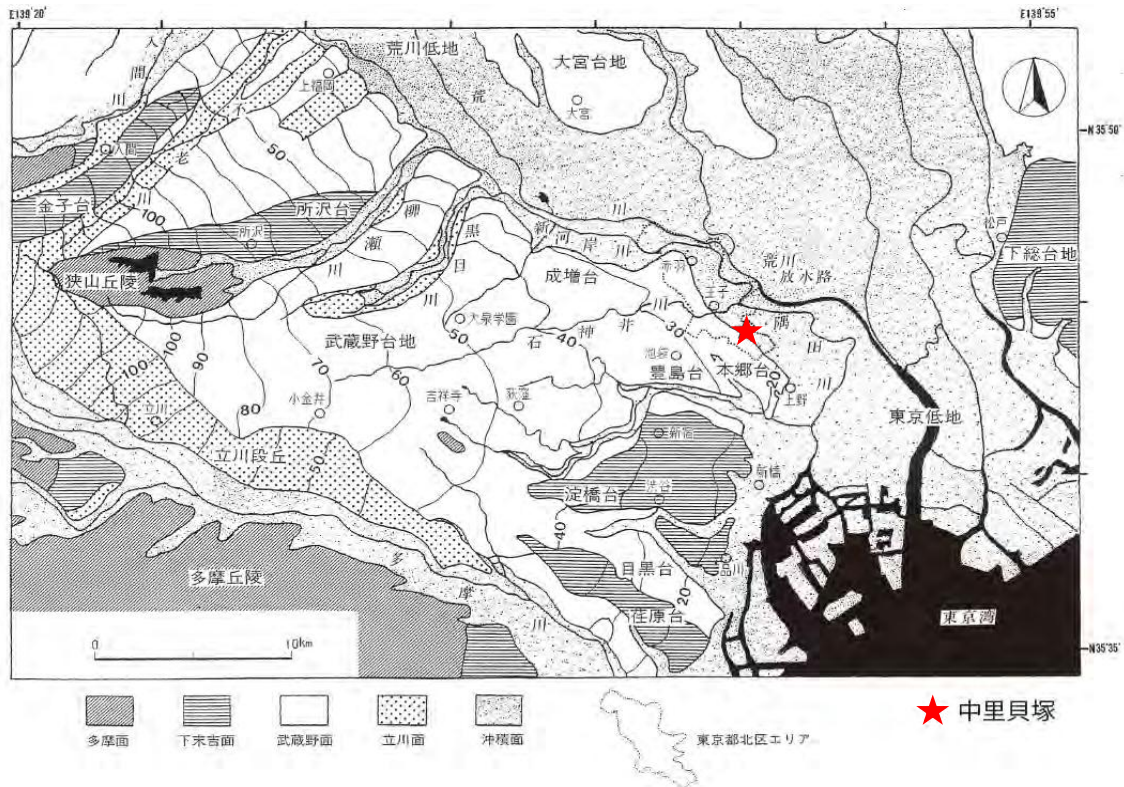 E139°20'
E139°55'
N35°50'
N35°35'
荒川低地
大宮台地
大宮
入
間
川
上福岡
荒
川
入間
不
老
川
金子台
100
50
所沢台
所沢
狭山丘陵
柳
瀬
川
黒
目
川
新
河
岸
川
成増台
赤羽
王子
荒川
放水路
松戸
下総台地
大泉学園
武蔵野台地
石
神
井
川
50
40
30
隅
田
川
池袋
豊島台
本郷台
20
上野
100
100
90
80
70
60
立川
小金井
吉祥寺
荻窪
東京低地
立川段丘
50
新宿
淀橋台
渋谷
新橋
40
目黒台
品川
20
荏原台
多摩丘陵
多
摩
川
東京湾
0 10km
多摩面
下末吉面
武蔵野面
立川面
沖積面
東京都北区エリア
中里貝塚